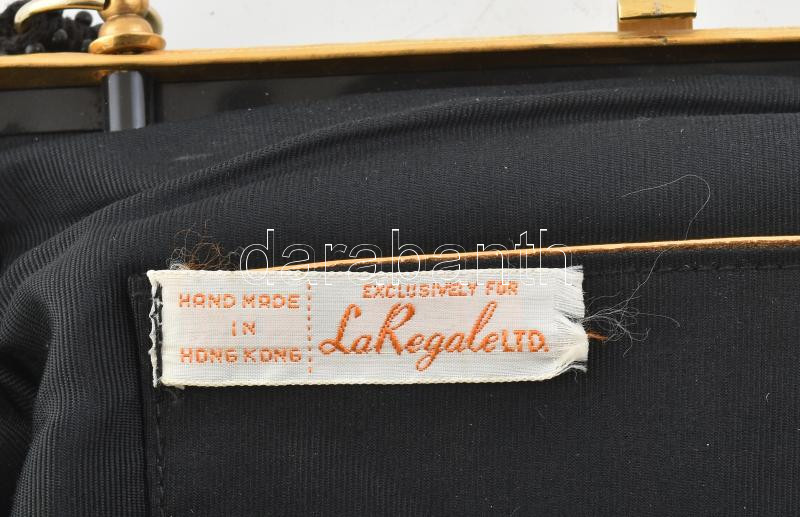 darabanth
HAND MADE
IN
HONG KONG
EXCLUSIVELY FOR
LaRegale LTD.